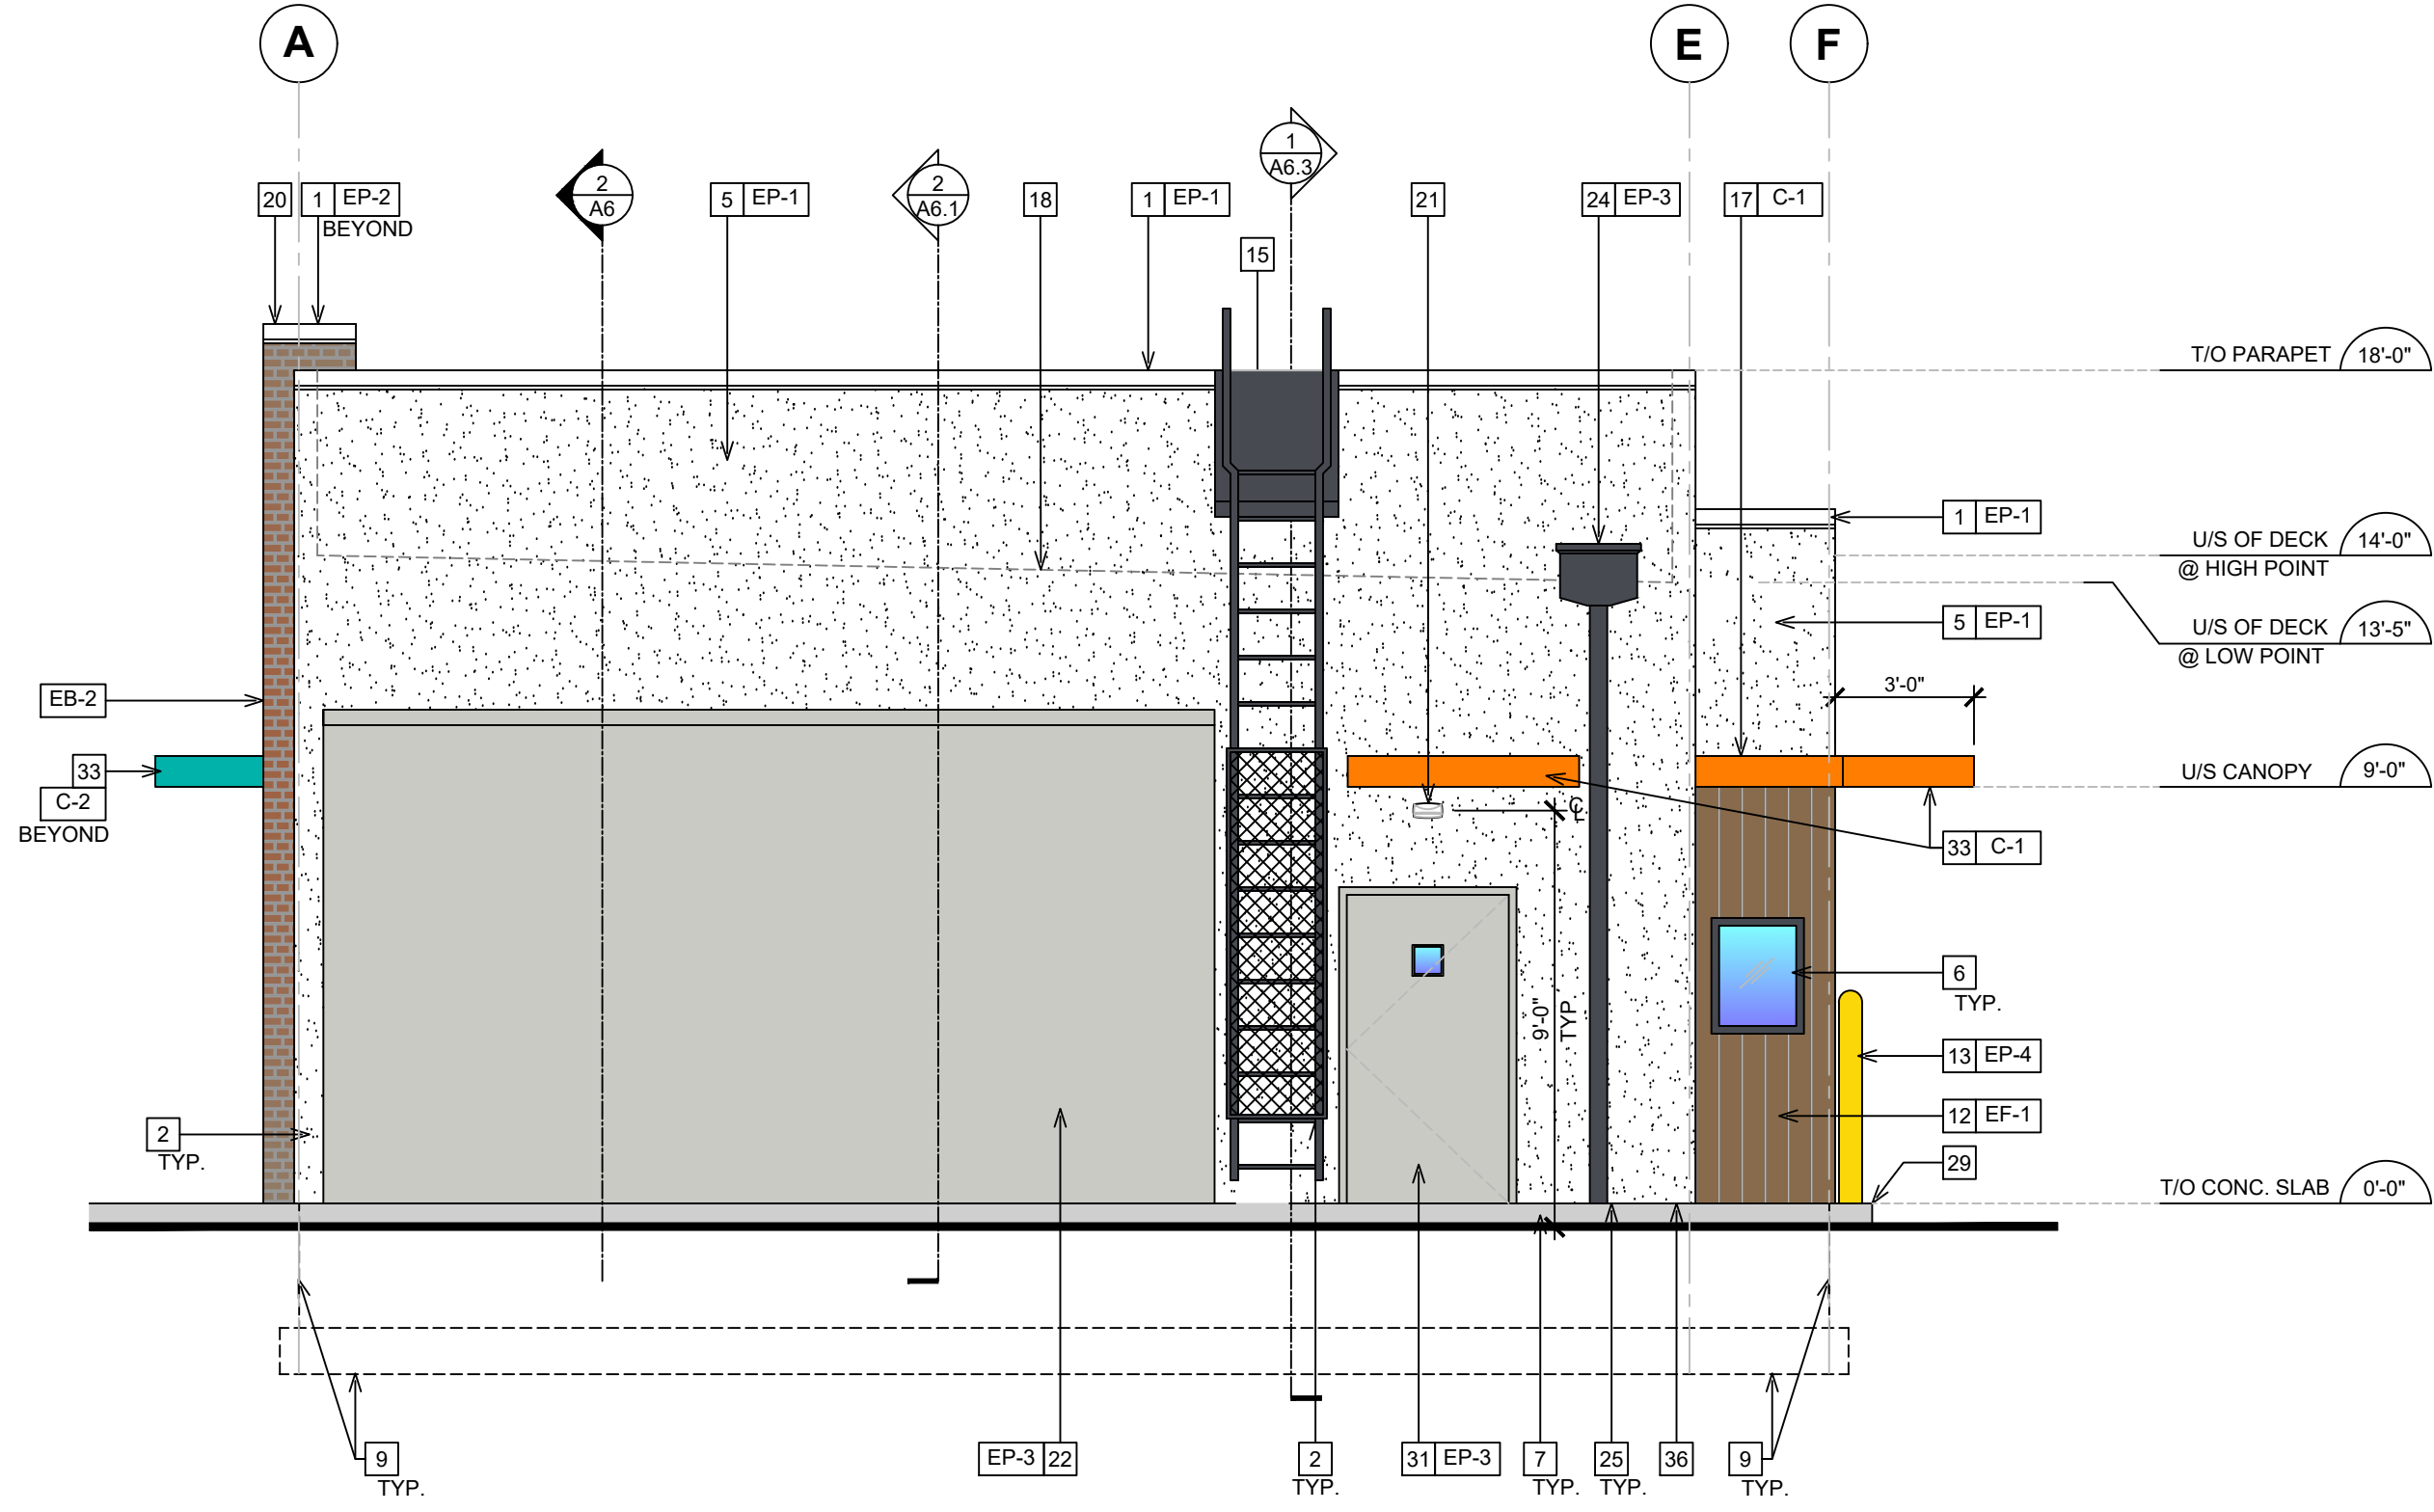 A
E
F
1
A6.3
2
A6
2
A6.1
20
1 EP-2
BEYOND
5 EP-1
18
1 EP-1
15
21
24 EP-3
17 C-1
T/O PARAPET 18'-0"
1 EP-1
U/S OF DECK 14'-0"
@ HIGH POINT
5 EP-1
U/S OF DECK 13'-5"
@ LOW POINT
3'-0"
EB-2
33
C-2
BEYOND
U/S CANOPY 9'-0"
℄
33 C-1
6
TYP.
9'-0"
TYP.
13 EP-4
12 EF-1
2
TYP.
29
T/O CONC. SLAB 0'-0"
9
TYP.
EP-3 22
2
TYP.
31 EP-3
7
TYP.
25
TYP.
36
9
TYP.